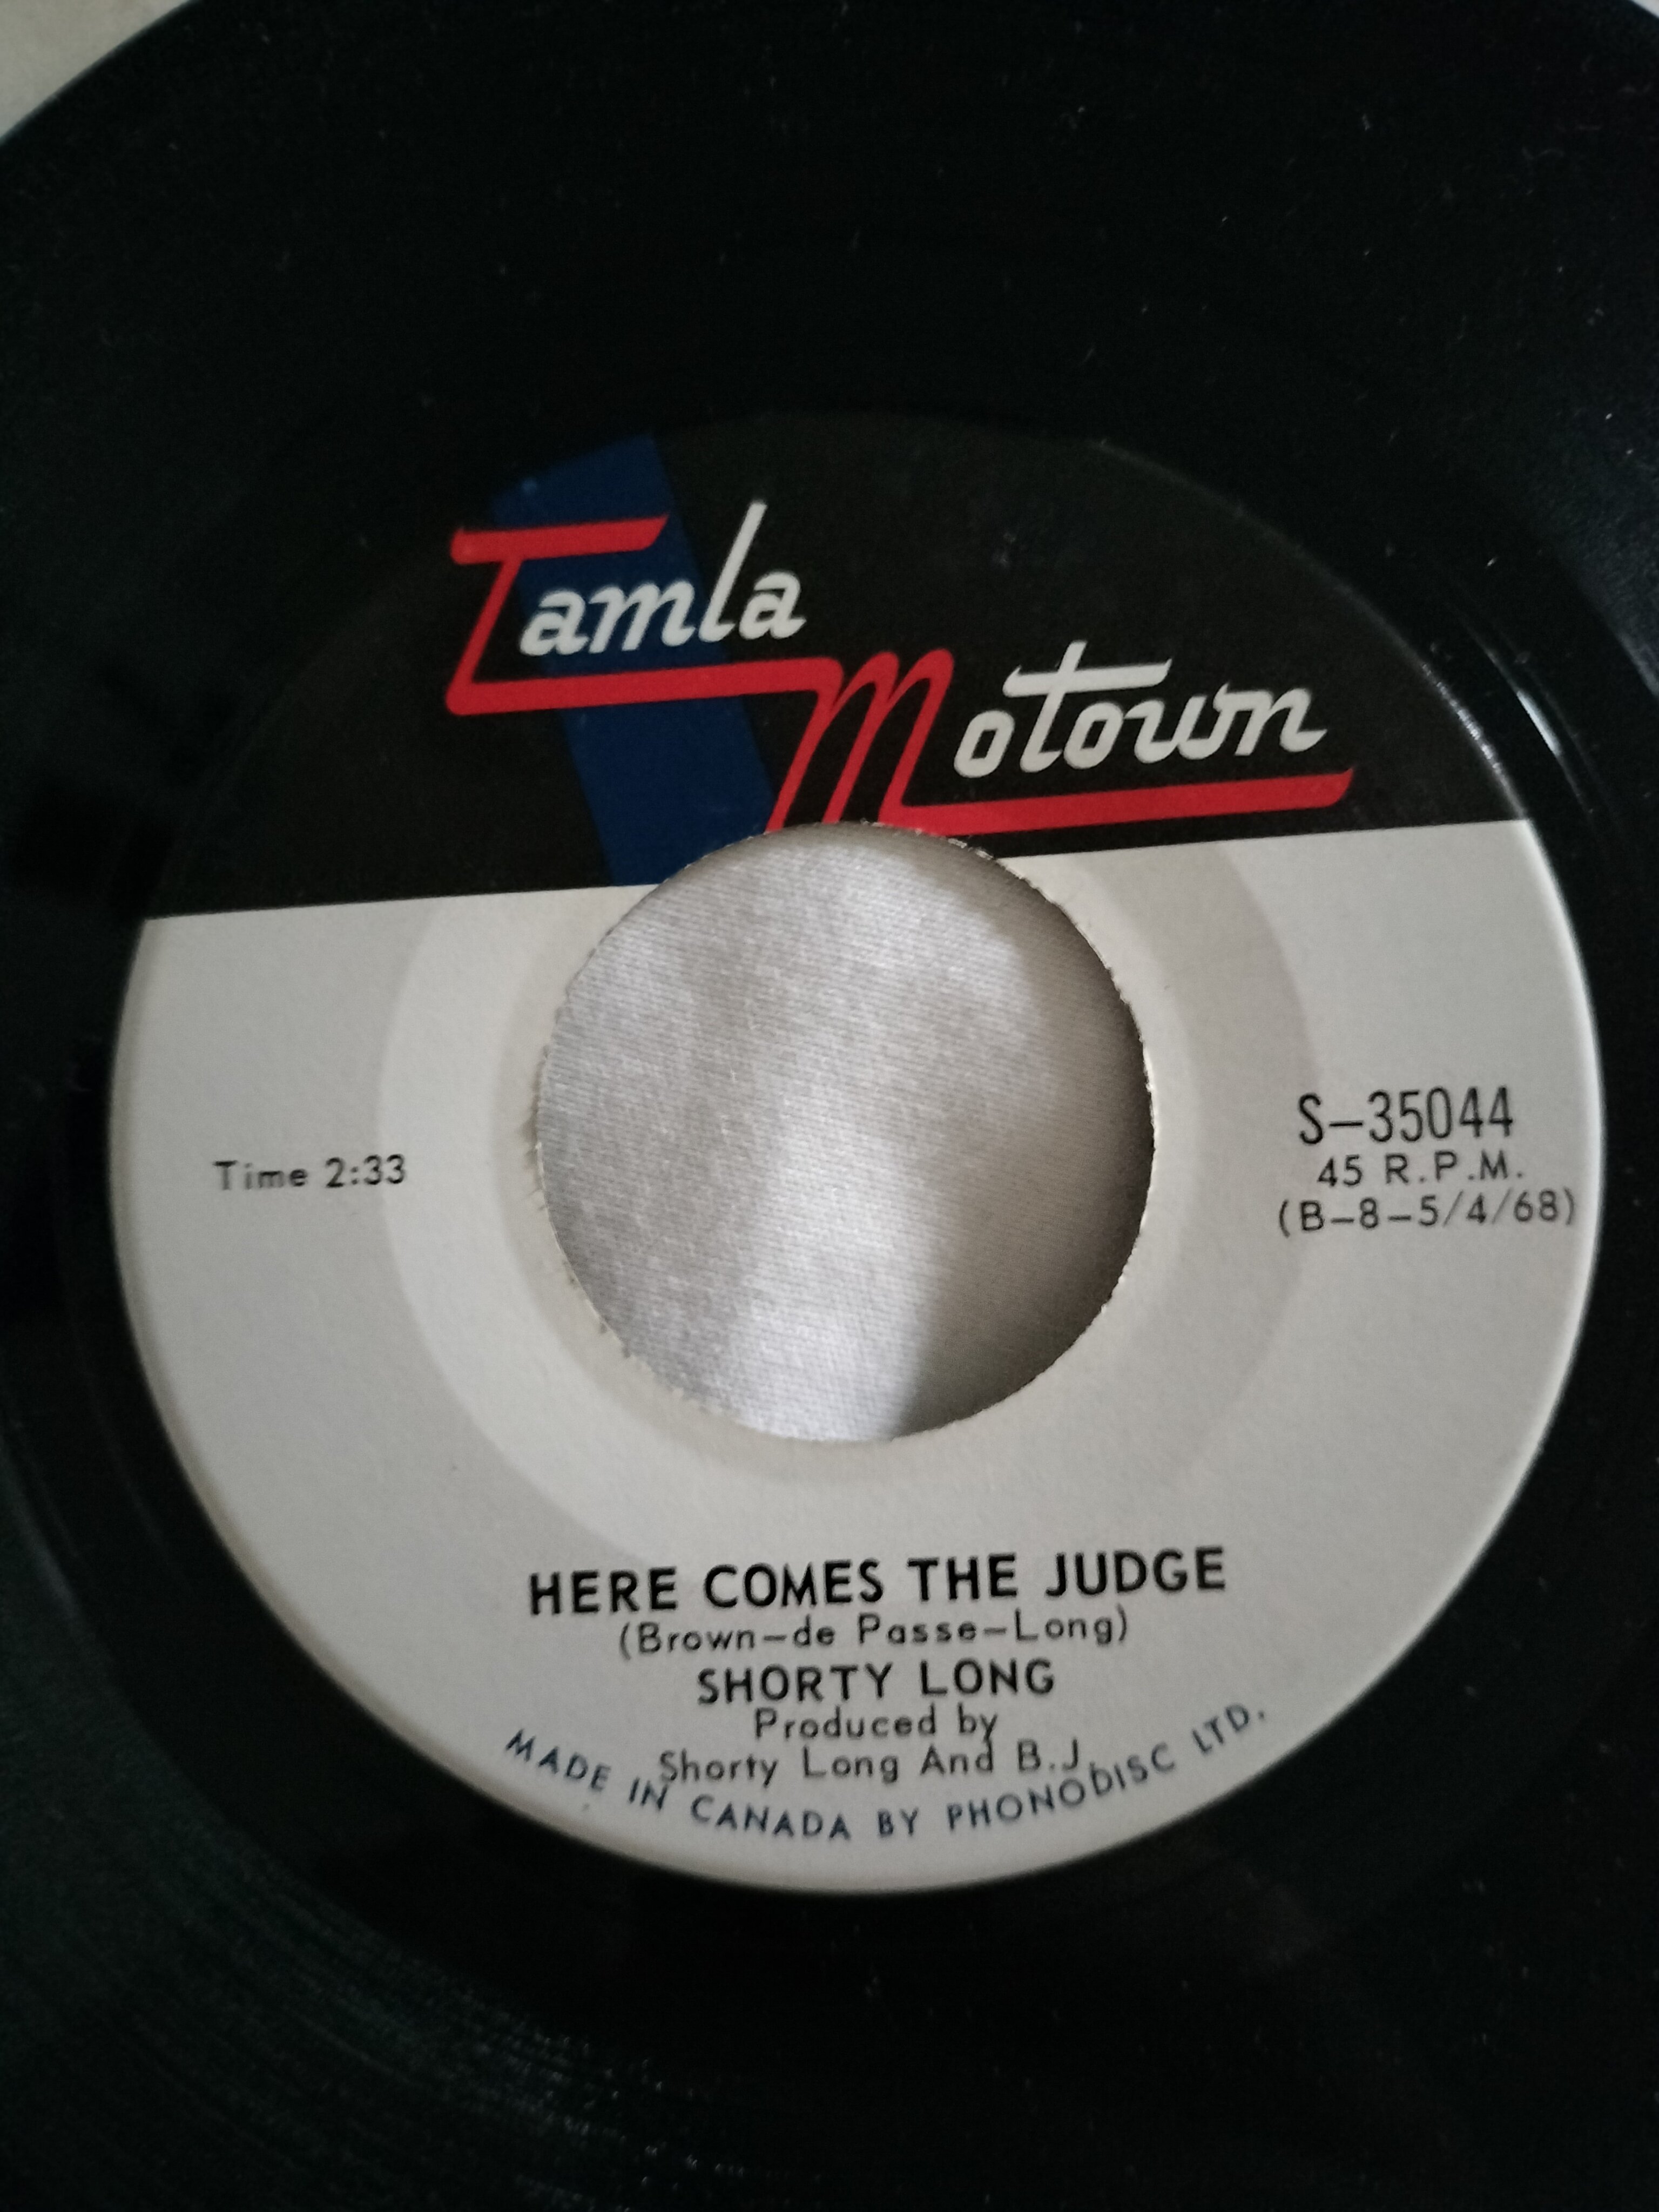 Tamla
Motown
Time 2:33
S-35044
45 R.P.M.
(B-8-5/4/68)
HERE COMES THE JUDGE
(Brown-de Passe-Long)
SHORTY LONG
Produced by
Shorty Long And B.J.
MADE IN CANADA BY PHONODISC LTD.